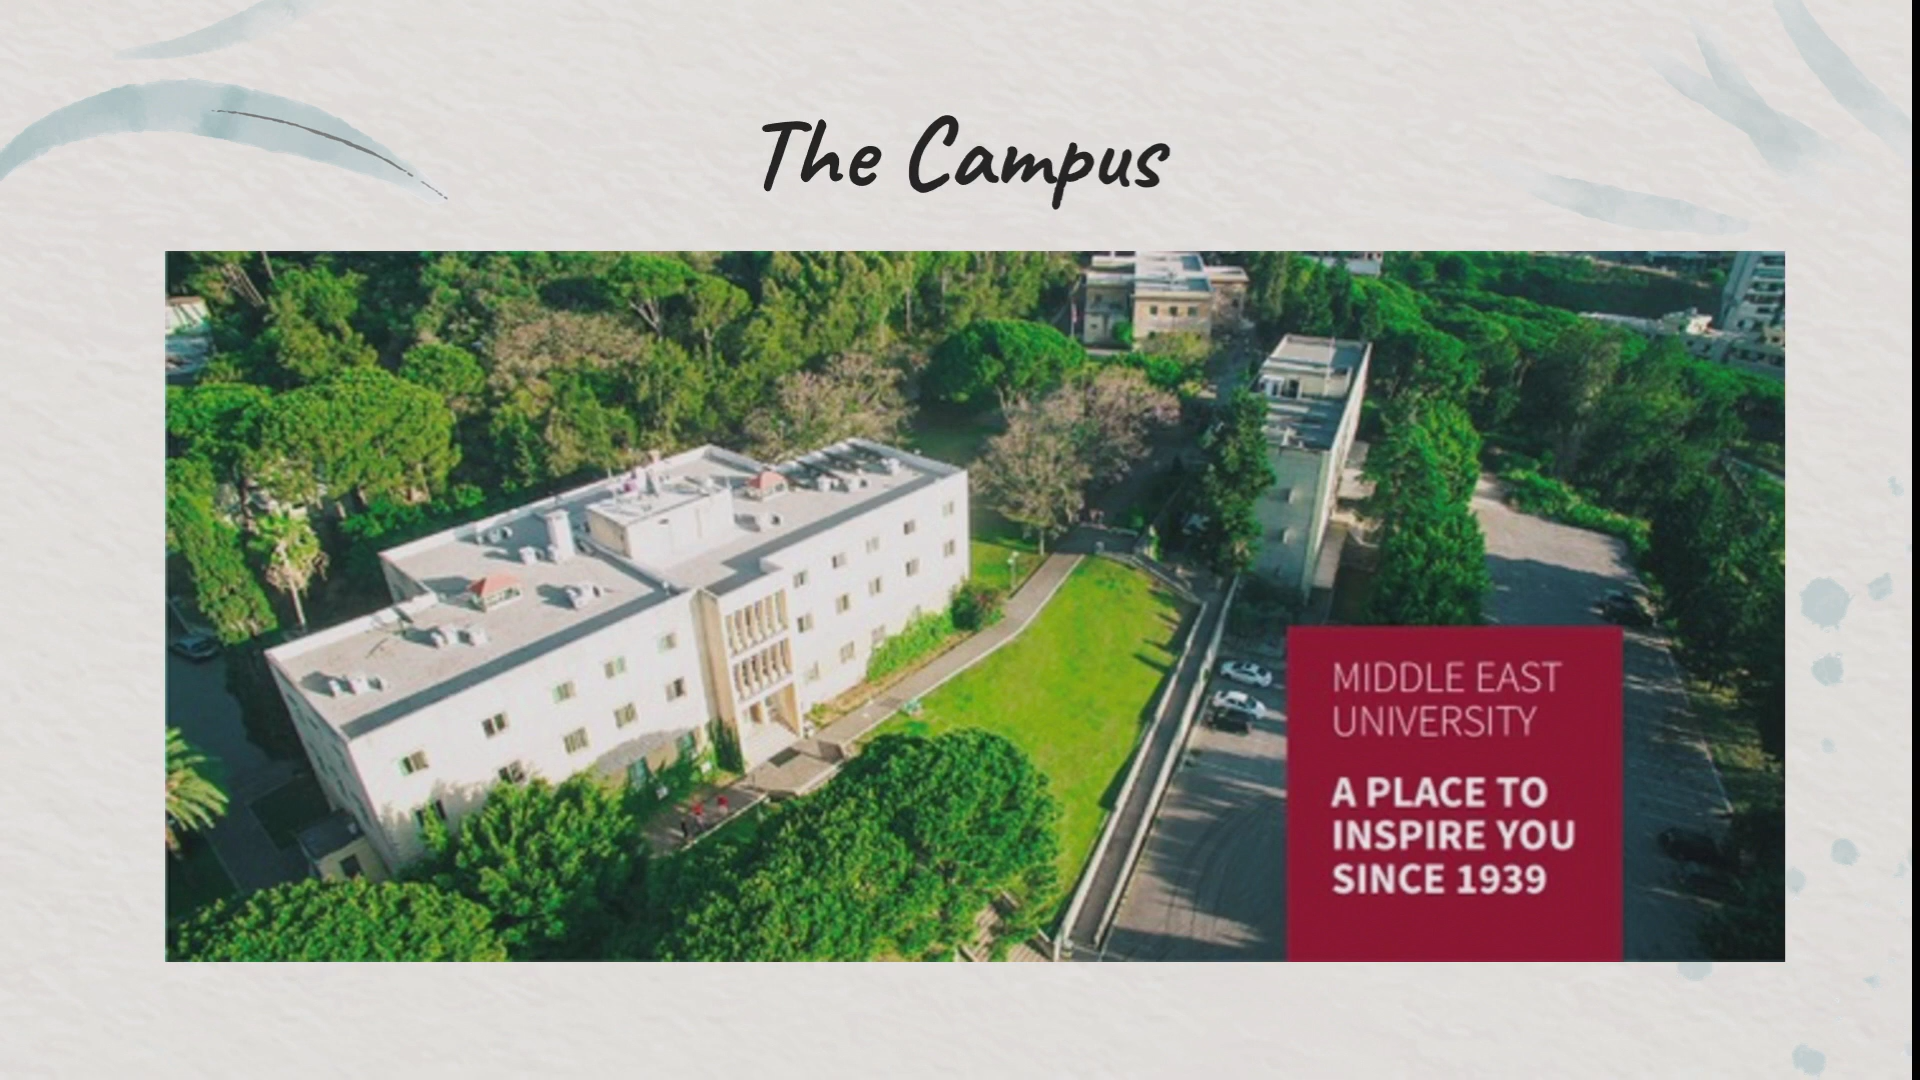 The Campus
MIDDLE EAST
UNIVERSITY
A PLACE TO
INSPIRE YOU
SINCE 1939